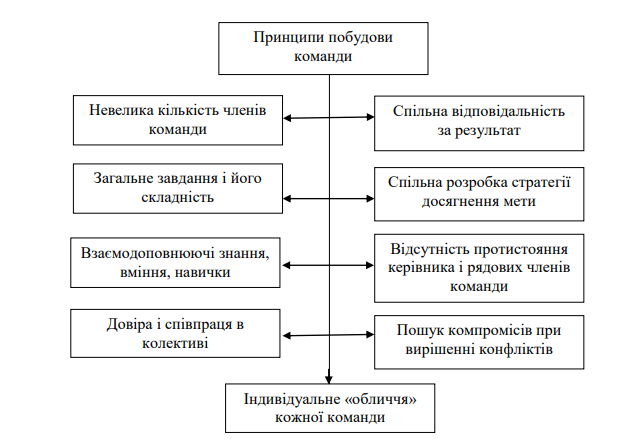 Принципи побудови
команди
Невелика кількість членів
команди
Спільна відповідальність
за результат
Загальне завдання і його
складність
Спільна розробка стратегії
досягнення мети
Взаємодоповнюючі знання,
вміння, навички
Відсутність протистояння
керівника і рядових членів
команди
Довіра і співпраця в
колективі
Пошук компромісів при
вирішенні конфліктів
Індивідуальне «обличчя»
кожної команди